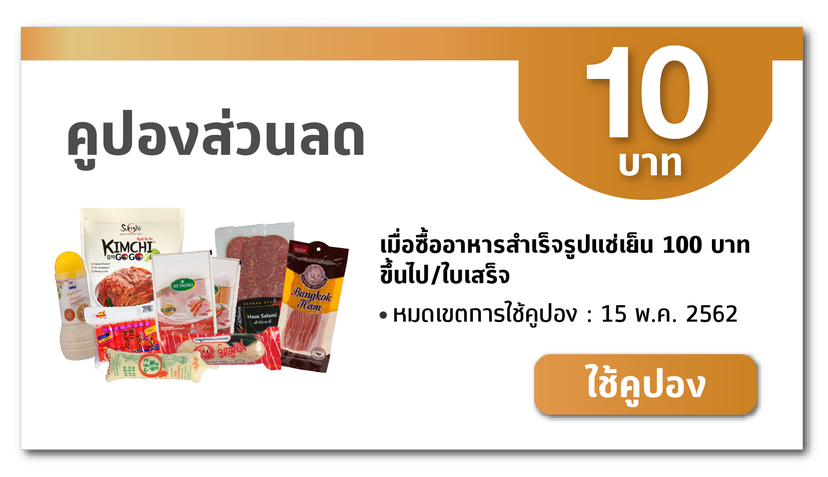 10
บาท
คูปองส่วนลด
Sukishi
KIMCHI
GOGO
Haus Salami
Bangkok
Ham
เมื่อซื้ออาหารสำเร็จรูปแช่เย็น 100 บาท
ขึ้นไป/ใบเสร็จ
• หมดเขตการใช้คูปอง : 15 พ.ค. 2562
ใช้คูปอง